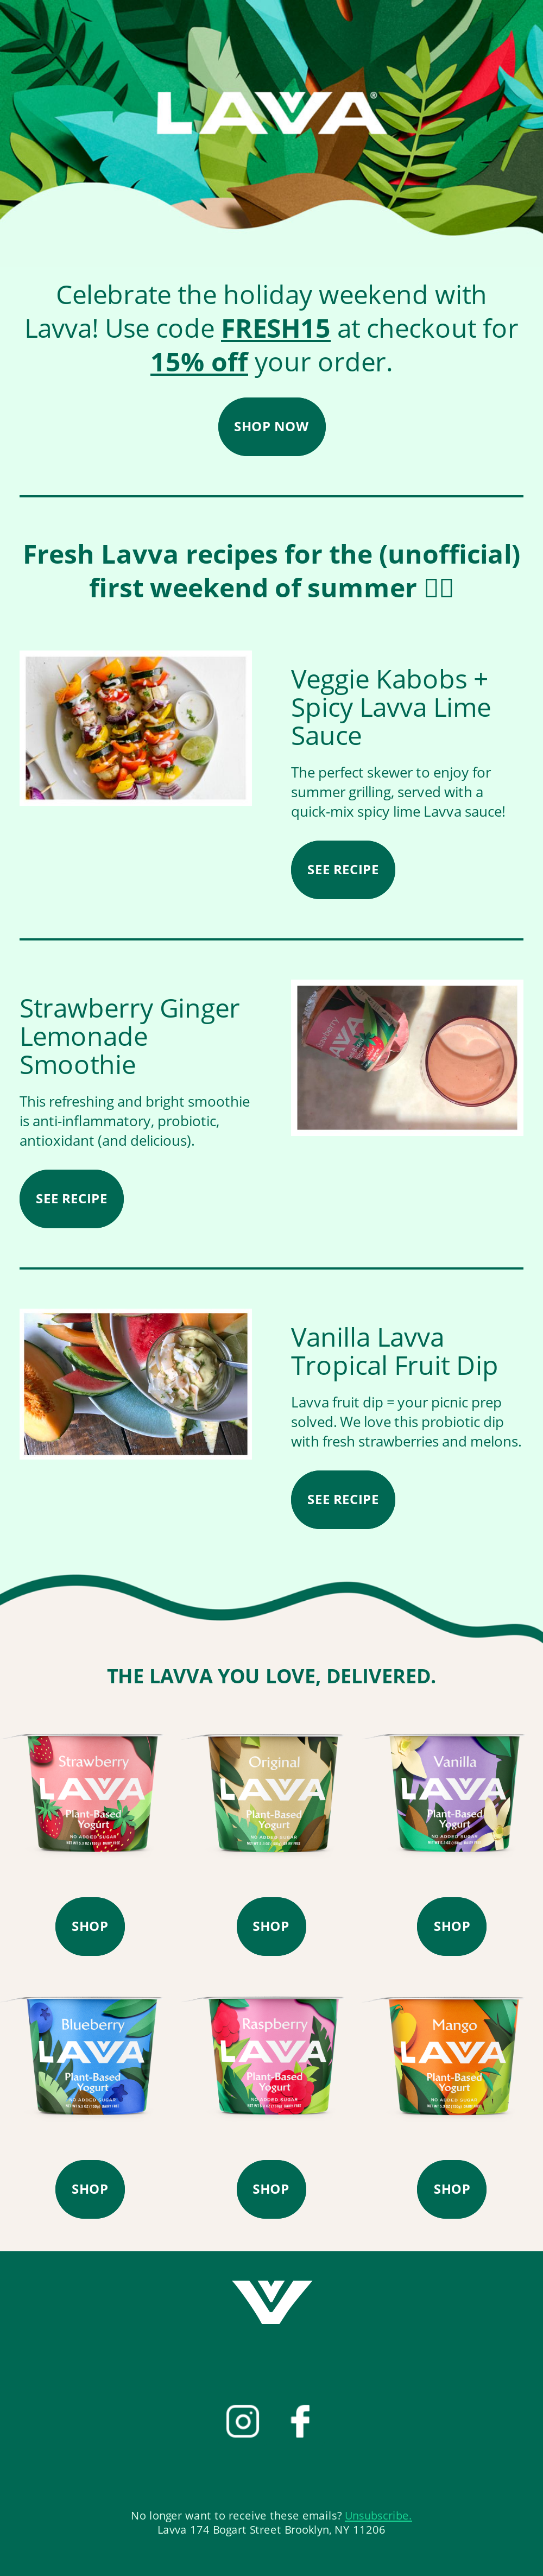 LAVVA®
Celebrate the holiday weekend with
Lavva! Use code FRESH15 at checkout for
15% off your order.
SHOP NOW
Fresh Lavva recipes for the (unofficial)
first weekend of summer
Veggie Kabobs +
Spicy Lavva Lime
Sauce
The perfect skewer to enjoy for
summer grilling, served with a
quick-mix spicy lime Lavva sauce!
SEE RECIPE
Strawberry Ginger
Lemonade
Smoothie
This refreshing and bright smoothie
is anti-inflammatory, probiotic,
antioxidant (and delicious).
SEE RECIPE
Vanilla Lavva
Tropical Fruit Dip
Lavva fruit dip = your picnic prep
solved. We love this probiotic dip
with fresh strawberries and melons.
SEE RECIPE
THE LAVVA YOU LOVE, DELIVERED.
Strawberry
LAVVA
Plant-Based
Yogurt
NO ADDED SUGAR
Original
LAVVA
Plant-Based
Yogurt
NO ADDED SUGAR
Vanilla
LAVVA
Plant-Based
Yogurt
NO ADDED SUGAR
SHOP
SHOP
SHOP
Blueberry
LAVVA
Plant-Based
Yogurt
NO ADDED SUGAR
Raspberry
LAVVA
Plant-Based
Yogurt
NO ADDED SUGAR
Mango
LAVVA
Plant-Based
Yogurt
NO ADDED SUGAR
SHOP
SHOP
SHOP
No longer want to receive these emails? Unsubscribe.
Lavva 174 Bogart Street Brooklyn, NY 11206